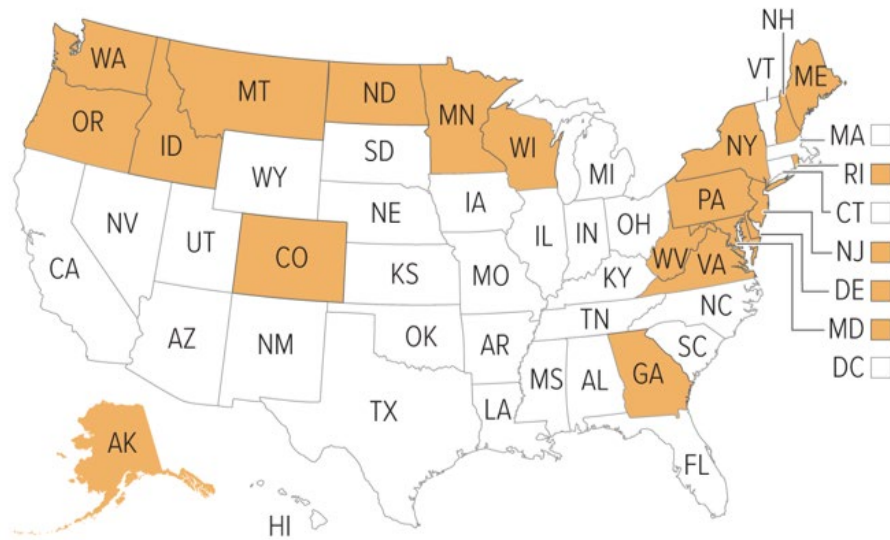 NH
VT
ME
WA
MT
ND
MN
OR
ID
WI
NY
MA
SD
RI
WY
MI
PA
CT
IA
NE
NV
OH
IL
IN
NJ
UT
CO
WV
VA
CA
KS
MO
KY
DE
NC
TN
MD
AZ
NM
OK
AR
SC
DC
MS
AL
GA
TX
LA
AK
FL
HI